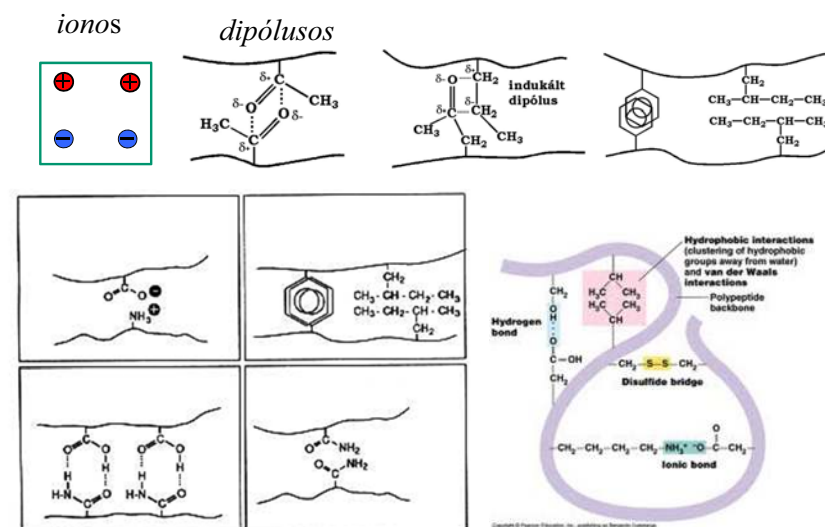 ionos
dipólusos
δ+
C
δ-
O
CH₃
O
δ-
H₃C
C
δ+
δ-
O
δ+
CH₂
indukált
dipólus
δ+
C
δ-
CH₂
CH₃
CH₃
CH₂
CH₂
CH₃-CH-CH₂-CH₃
CH₃-CH₂-CH-CH₃
CH₂
C
O
O
NH₃
CH₂
CH₃-CH-CH₂-CH₃
CH₃-CH₂-CH-CH₃
CH₂
Hydrophobic interactions
(clustering of hydrophobic
groups away from water)
and van der Waals
interactions
Polypeptide
backbone
CH
H₃C CH₃
H₃C CH₃
CH
CH₂
O
H
O
C-OH
CH₂
Hydrogen
bond
-CH₂-S-S-CH₂-
Disulfide bridge
O
-CH₂-CH₂-CH₂-CH₂-NH₃⁺ ⁻O-C-CH₂-
Ionic bond
C C
O O O O
H H H H
H-N C O H-N C O
C
O NH₂
O C NH₂